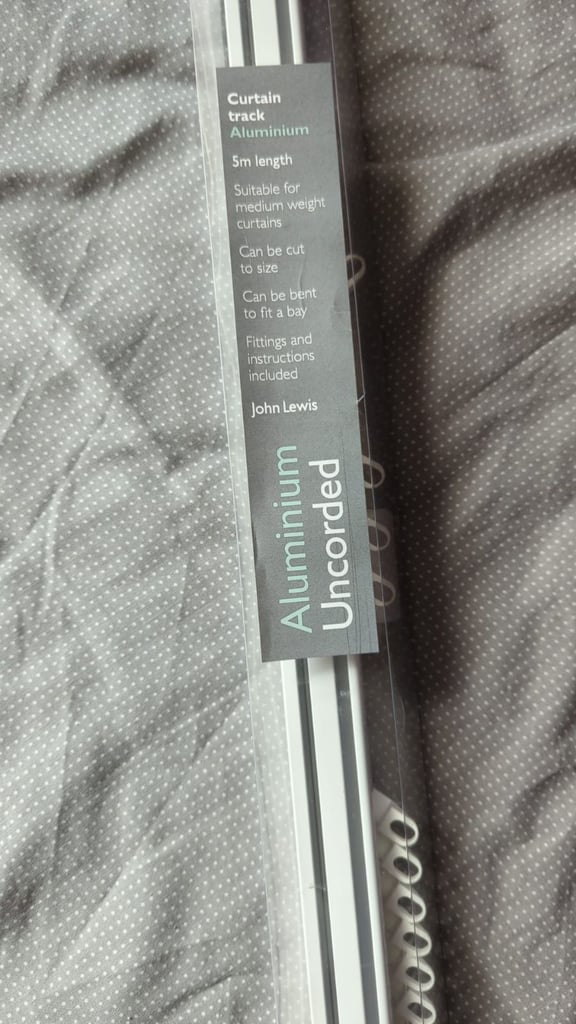 Curtain
track
Aluminium
5m length
Suitable for
medium weight
curtains
Can be cut
to size
Can be bent
to fit a bay
Fittings and
instructions
included
John Lewis
Aluminium
Uncorded